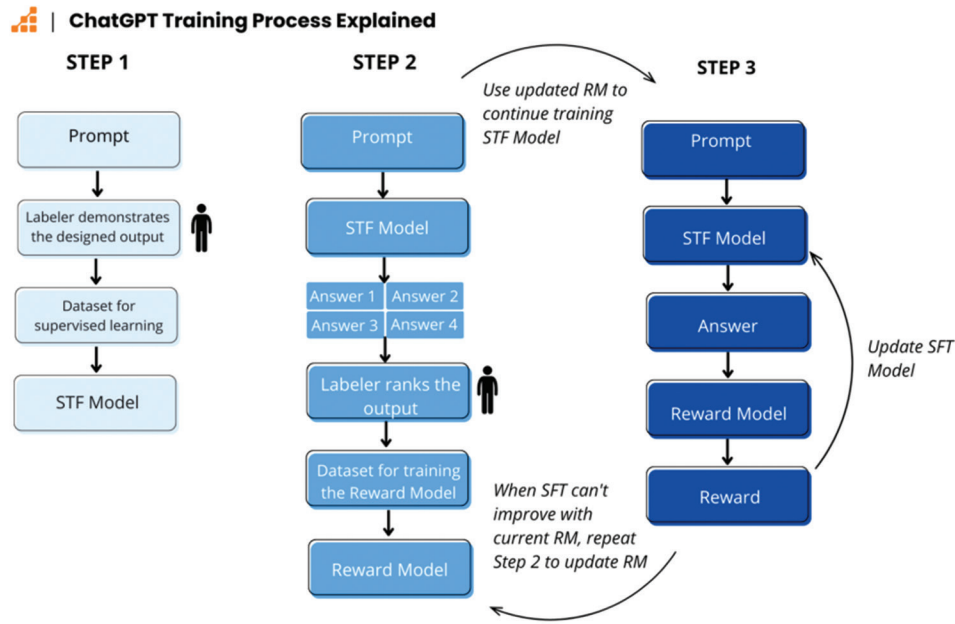 | ChatGPT Training Process Explained
STEP 1
Prompt
Labeler demonstrates
the designed output
Dataset for
supervised learning
STF Model
STEP 2
Prompt
STF Model
Answer 1 Answer 2
Answer 3 Answer 4
Labeler ranks the
output
Dataset for training
the Reward Model
Reward Model
Use updated RM to
continue training
STF Model
STEP 3
Prompt
STF Model
Answer
Reward Model
Reward
Update SFT
Model
When SFT can't
improve with
current RM, repeat
Step 2 to update RM